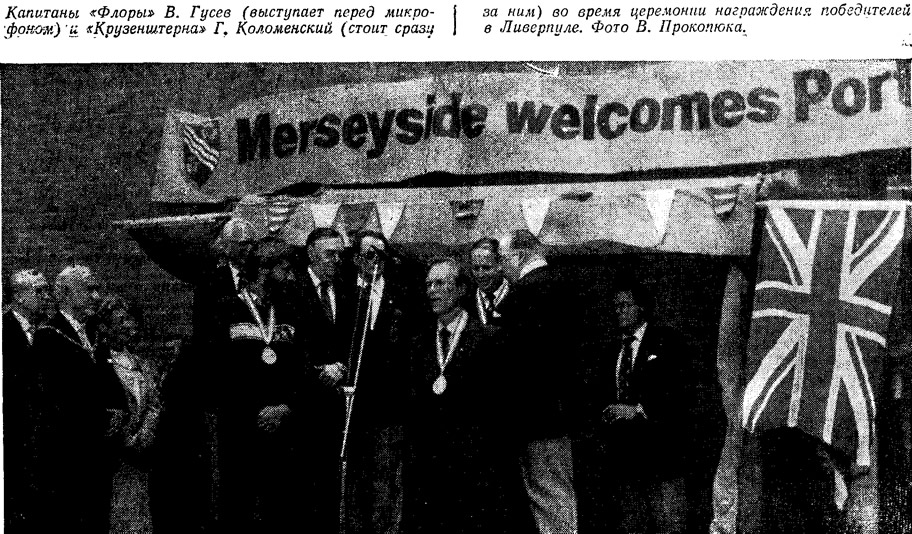 Капитаны «Флоры» В. Гусев (выступает перед микро-
фоном) и «Крузенштерна» Г. Коломенский (стоит сразу
за ним) во время церемонии награждения победителей
в Ливерпуле. Фото В. Прокопюка.
Merseyside welcomes Port